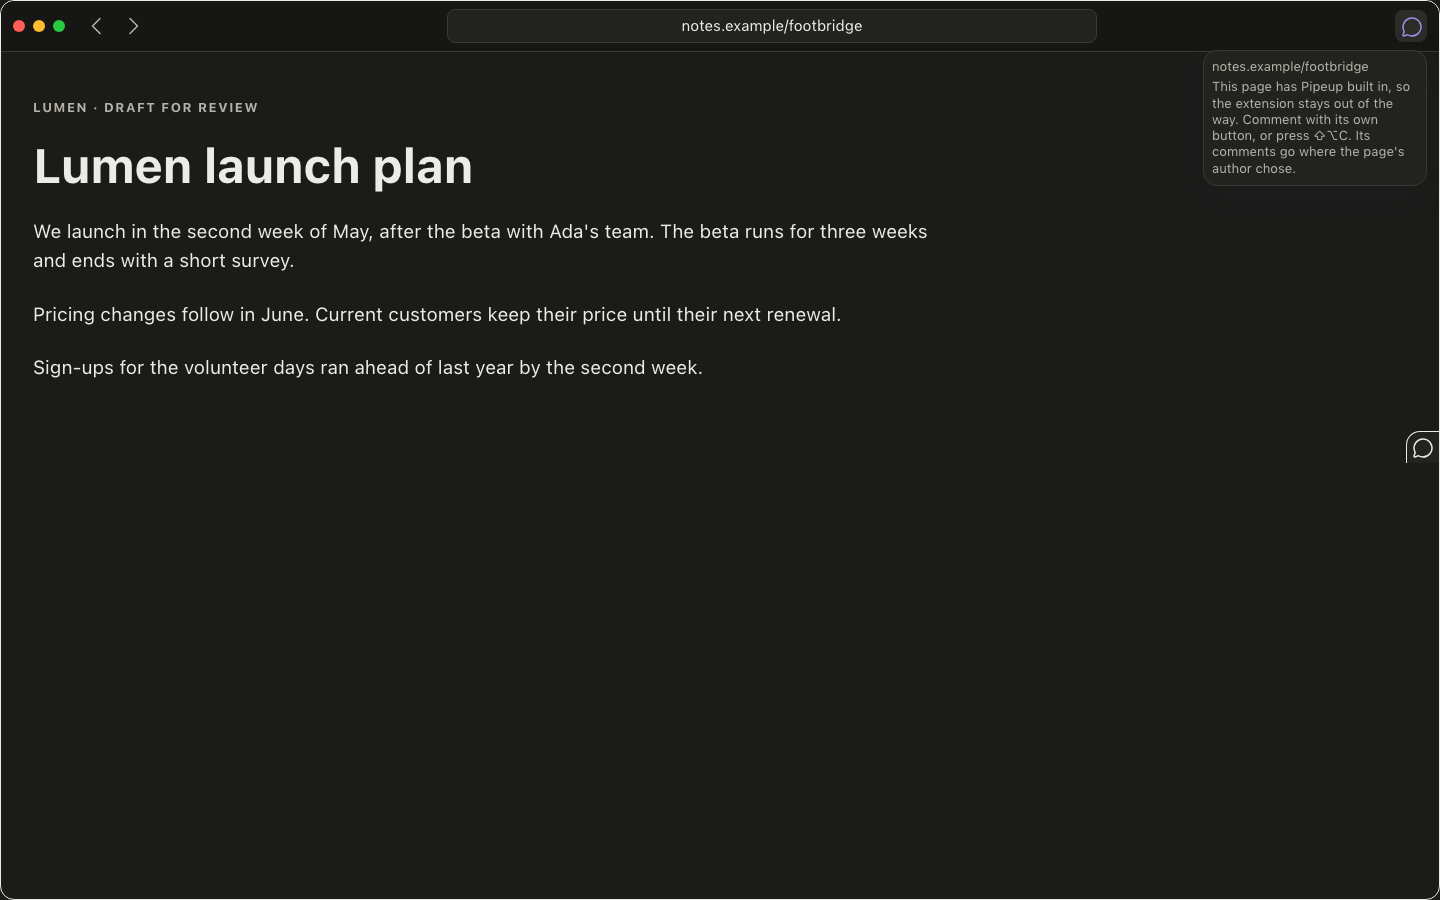 notes.example/footbridge
notes.example/footbridge
This page has Pipeup built in, so
the extension stays out of the
way. Comment with its own
button, or press ⇧⌥C. Its
comments go where the page's
author chose.
LUMEN · DRAFT FOR REVIEW
Lumen launch plan
We launch in the second week of May, after the beta with Ada's team. The beta runs for three weeks
and ends with a short survey.
Pricing changes follow in June. Current customers keep their price until their next renewal.
Sign-ups for the volunteer days ran ahead of last year by the second week.